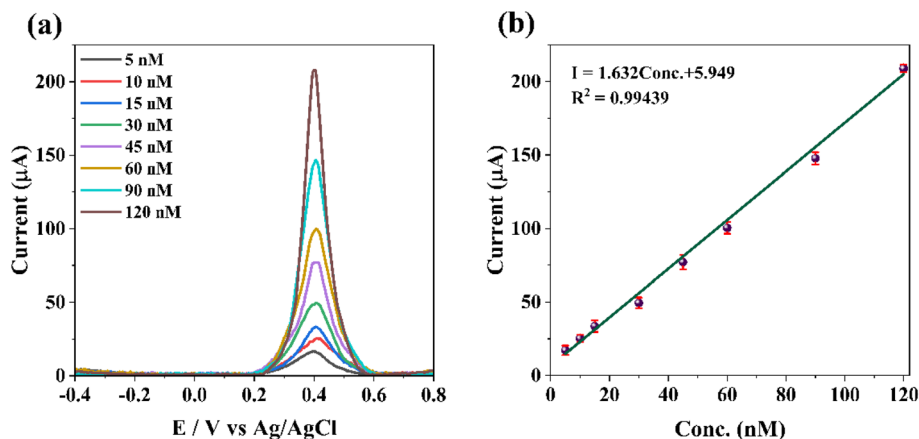 (a)
5 nM
10 nM
15 nM
30 nM
45 nM
60 nM
90 nM
120 nM
200
150
100
50
0
-0.4 -0.2 0.0 0.2 0.4 0.6 0.8
Current (μA)
E / V vs Ag/AgCl
(b)
I = 1.632Conc.+5.949
R² = 0.99439
200
150
100
50
0
0 20 40 60 80 100 120
Current (μA)
Conc. (nM)